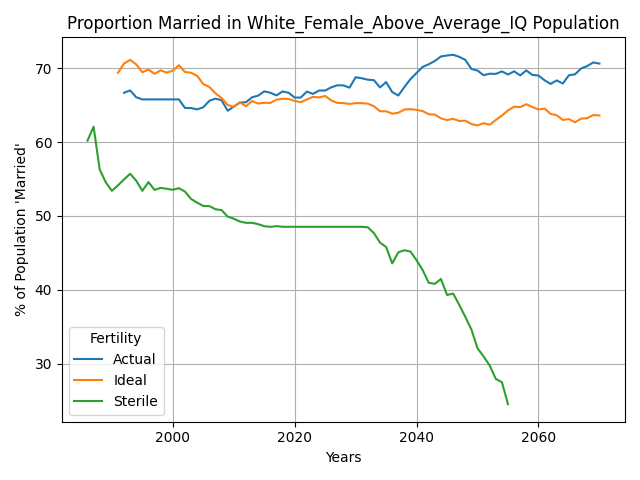 Proportion Married in White_Female_Above_Average_IQ Population
% of Population 'Married'
70
60
50
40
30
Fertility
Actual
Ideal
Sterile
2000
2020
2040
2060
Years